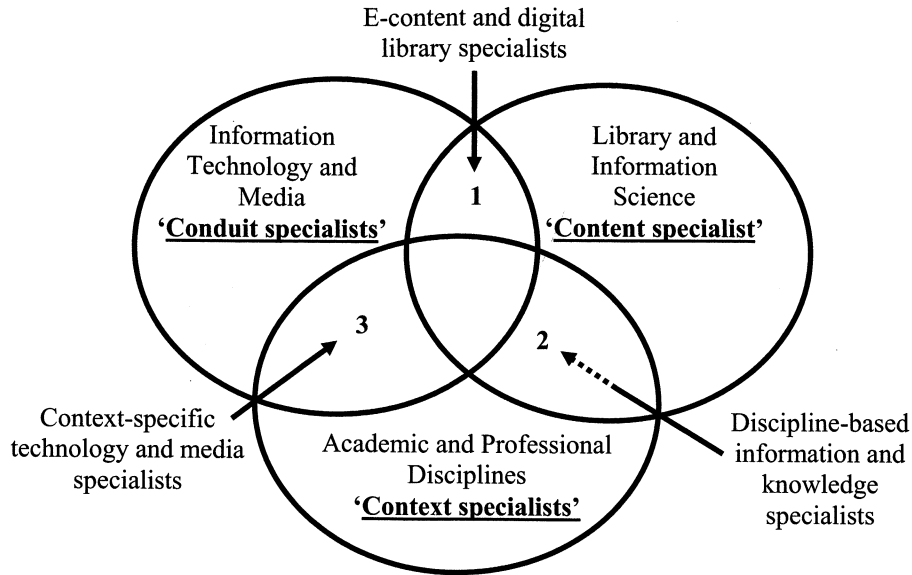 E-content and digital
library specialists
Information
Technology and
Media
‘Conduit specialists’
Library and
Information
Science
‘Content specialist’
1
3
2
Context-specific
technology and media
specialists
Academic and Professional
Disciplines
‘Context specialists’
Discipline-based
information and
knowledge
specialists